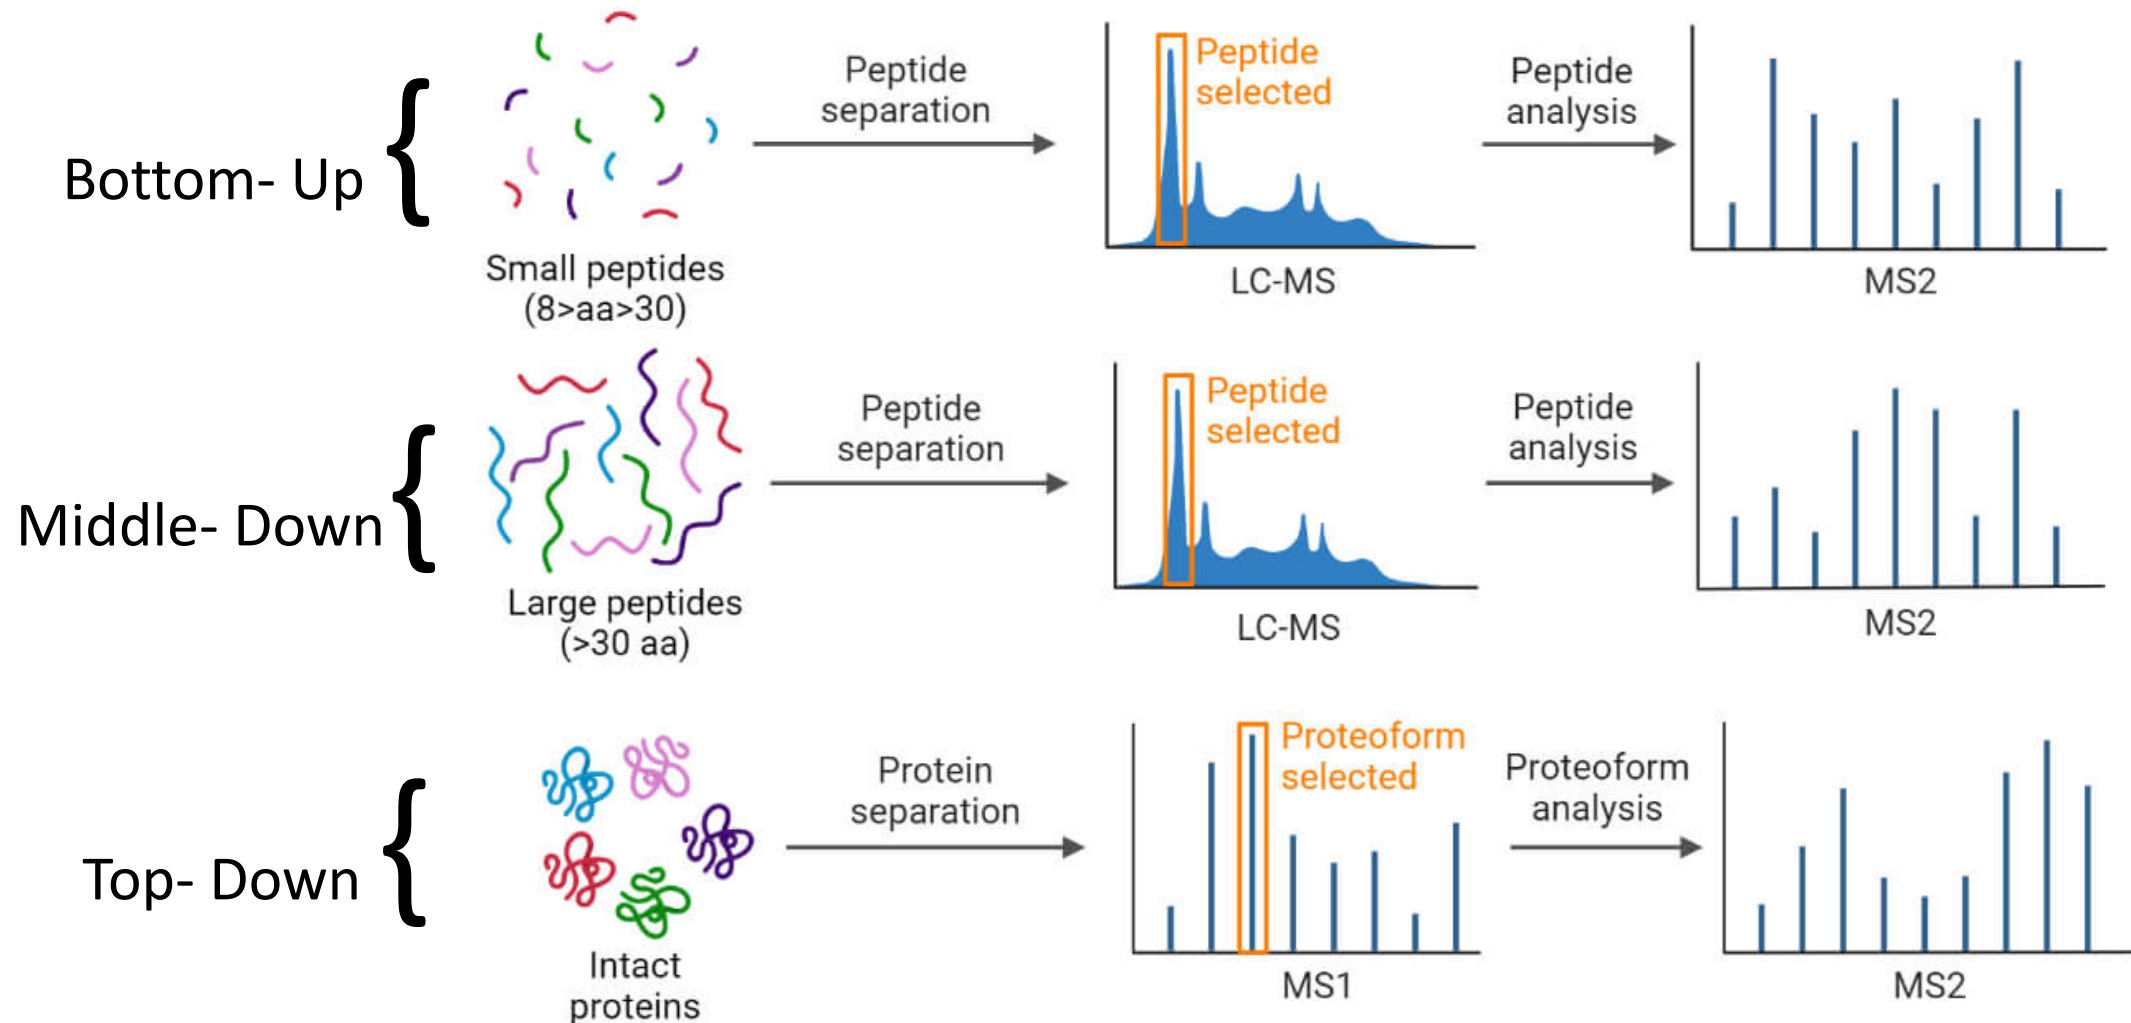 Bottom- Up
{
Small peptides
(8>aa>30)
Peptide
separation
Peptide
selected
LC-MS
Peptide
analysis
MS2
Middle- Down
{
Large peptides
(>30 aa)
Peptide
separation
Peptide
selected
LC-MS
Peptide
analysis
MS2
Top- Down
{
Intact
proteins
Protein
separation
Proteoform
selected
MS1
Proteoform
analysis
MS2